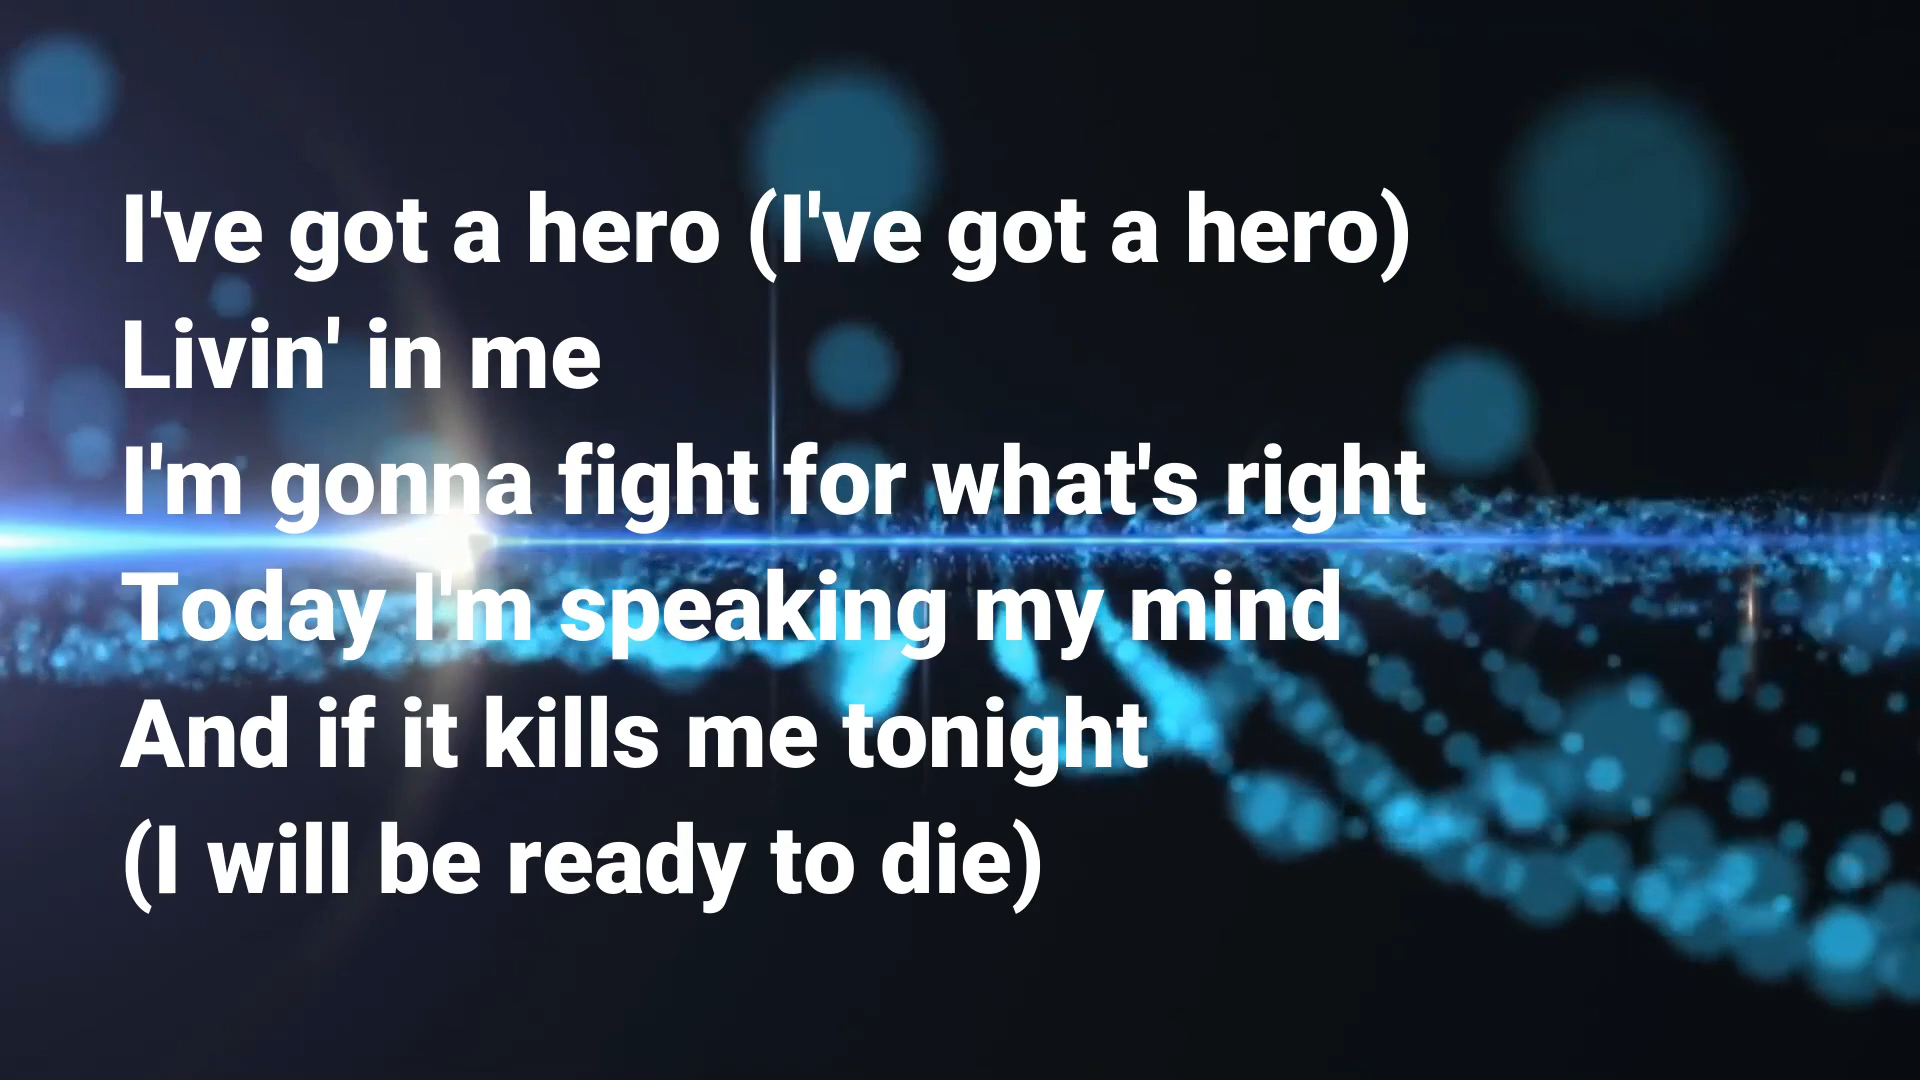 I've got a hero (I've got a hero)
Livin' in me
I'm gonna fight for what's right
Today I'm speaking my mind
And if it kills me tonight
(I will be ready to die)